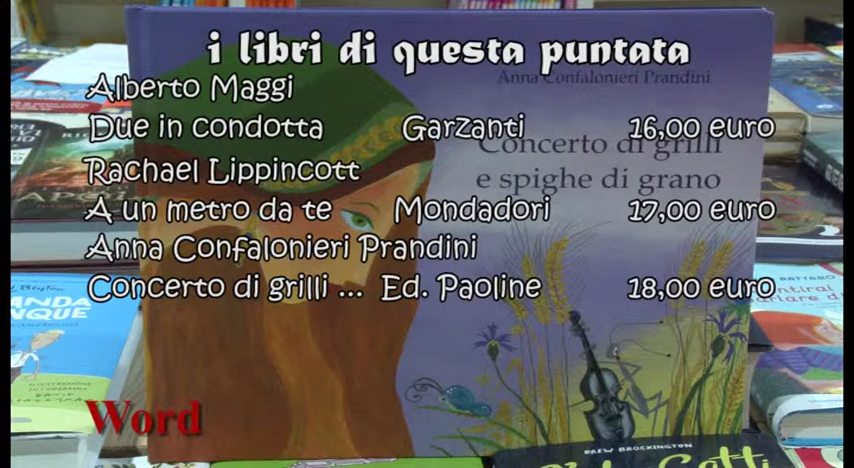 i libri di questa puntata
Anna Confalonieri Prandini
Alberto Maggi
Due in condotta Garzanti 16,00 euro
Concerto di grilli
Rachael Lippincott
e spighe di grano
A un metro da te Mondadori 17,00 euro
Anna Confalonieri Prandini
Concerto di grilli ... Ed. Paoline 18,00 euro
Word
DREW BROCKINGTON